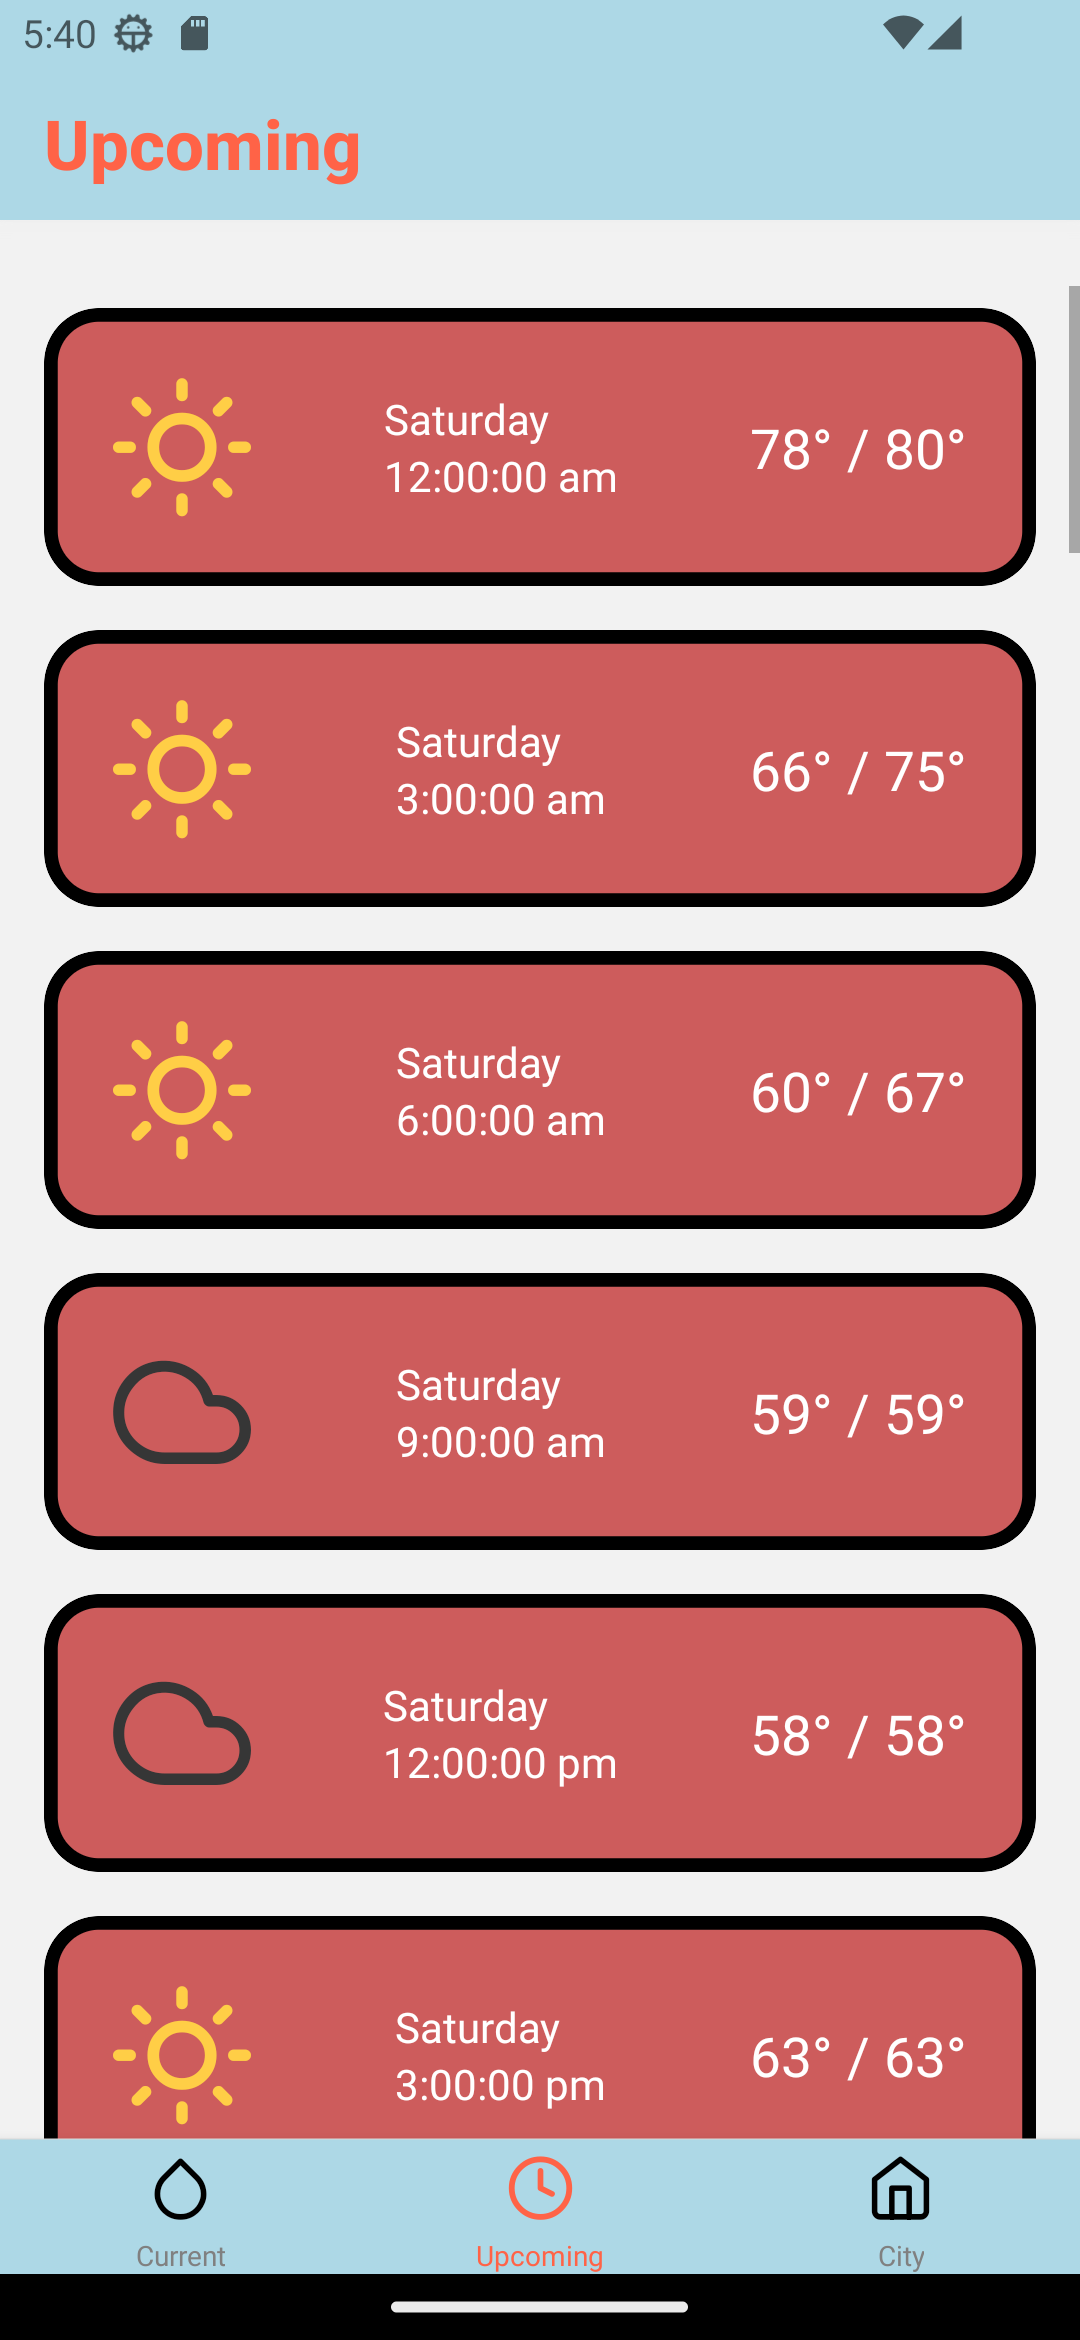 5:40
Upcoming
Saturday
12:00:00 am
78° / 80°
Saturday
3:00:00 am
66° / 75°
Saturday
6:00:00 am
60° / 67°
Saturday
9:00:00 am
59° / 59°
Saturday
12:00:00 pm
58° / 58°
Saturday
3:00:00 pm
63° / 63°
Current
Upcoming
City